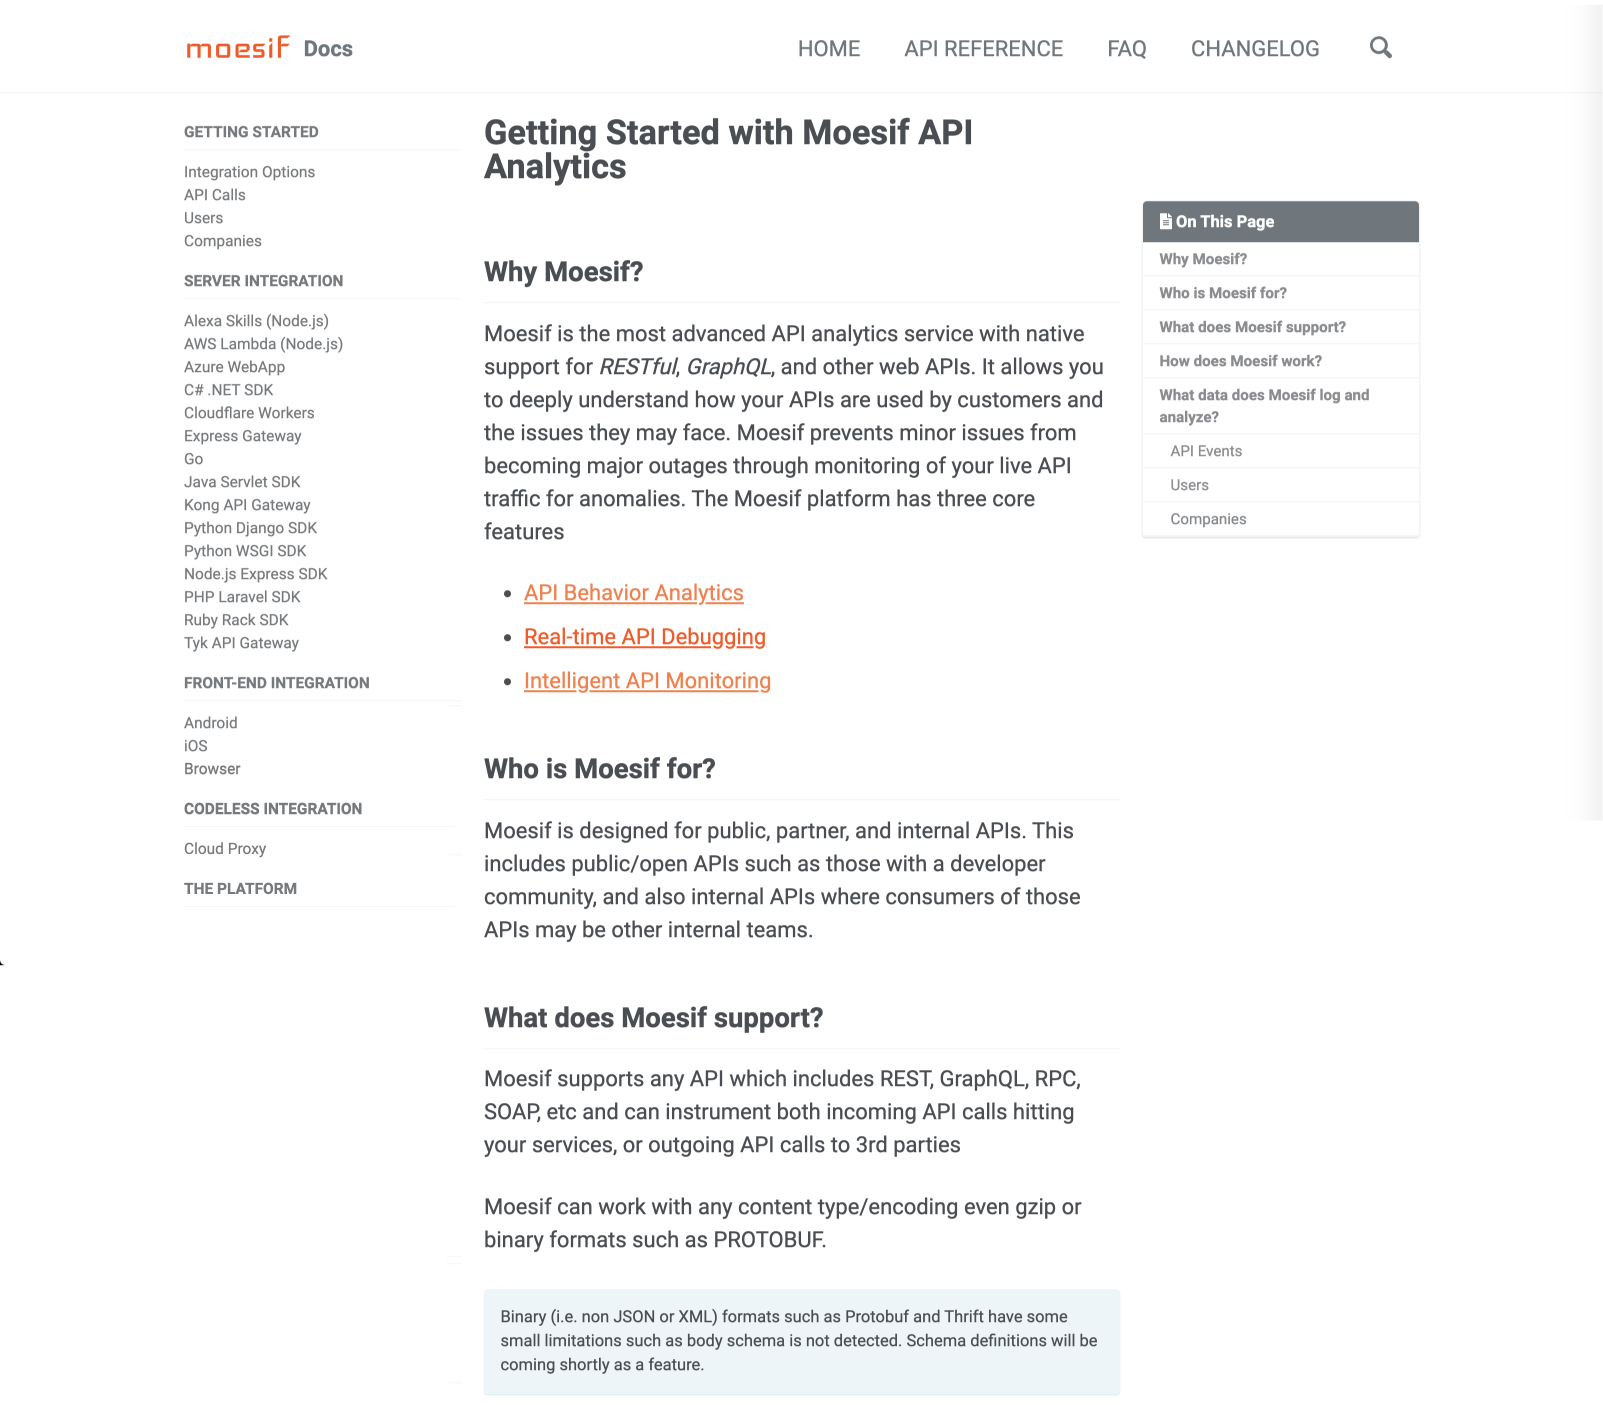 moesif Docs
HOME
API REFERENCE
FAQ
CHANGELOG
GETTING STARTED
Integration Options
API Calls
Users
Companies
SERVER INTEGRATION
Alexa Skills (Node.js)
AWS Lambda (Node.js)
Azure WebApp
C# .NET SDK
Cloudflare Workers
Express Gateway
Go
Java Servlet SDK
Kong API Gateway
Python Django SDK
Python WSGI SDK
Node.js Express SDK
PHP Laravel SDK
Ruby Rack SDK
Tyk API Gateway
FRONT-END INTEGRATION
Android
iOS
Browser
CODELESS INTEGRATION
Cloud Proxy
THE PLATFORM
Getting Started with Moesif API
Analytics
Why Moesif?
Moesif is the most advanced API analytics service with native
support for RESTful, GraphQL, and other web APIs. It allows you
to deeply understand how your APIs are used by customers and
the issues they may face. Moesif prevents minor issues from
becoming major outages through monitoring of your live API
traffic for anomalies. The Moesif platform has three core
features
• API Behavior Analytics
• Real-time API Debugging
• Intelligent API Monitoring
Who is Moesif for?
Moesif is designed for public, partner, and internal APIs. This
includes public/open APIs such as those with a developer
community, and also internal APIs where consumers of those
APIs may be other internal teams.
What does Moesif support?
Moesif supports any API which includes REST, GraphQL, RPC,
SOAP, etc and can instrument both incoming API calls hitting
your services, or outgoing API calls to 3rd parties
Moesif can work with any content type/encoding even gzip or
binary formats such as PROTOBUF.
Binary (i.e. non JSON or XML) formats such as Protobuf and Thrift have some
small limitations such as body schema is not detected. Schema definitions will be
coming shortly as a feature.
On This Page
Why Moesif?
Who is Moesif for?
What does Moesif support?
How does Moesif work?
What data does Moesif log and
analyze?
API Events
Users
Companies